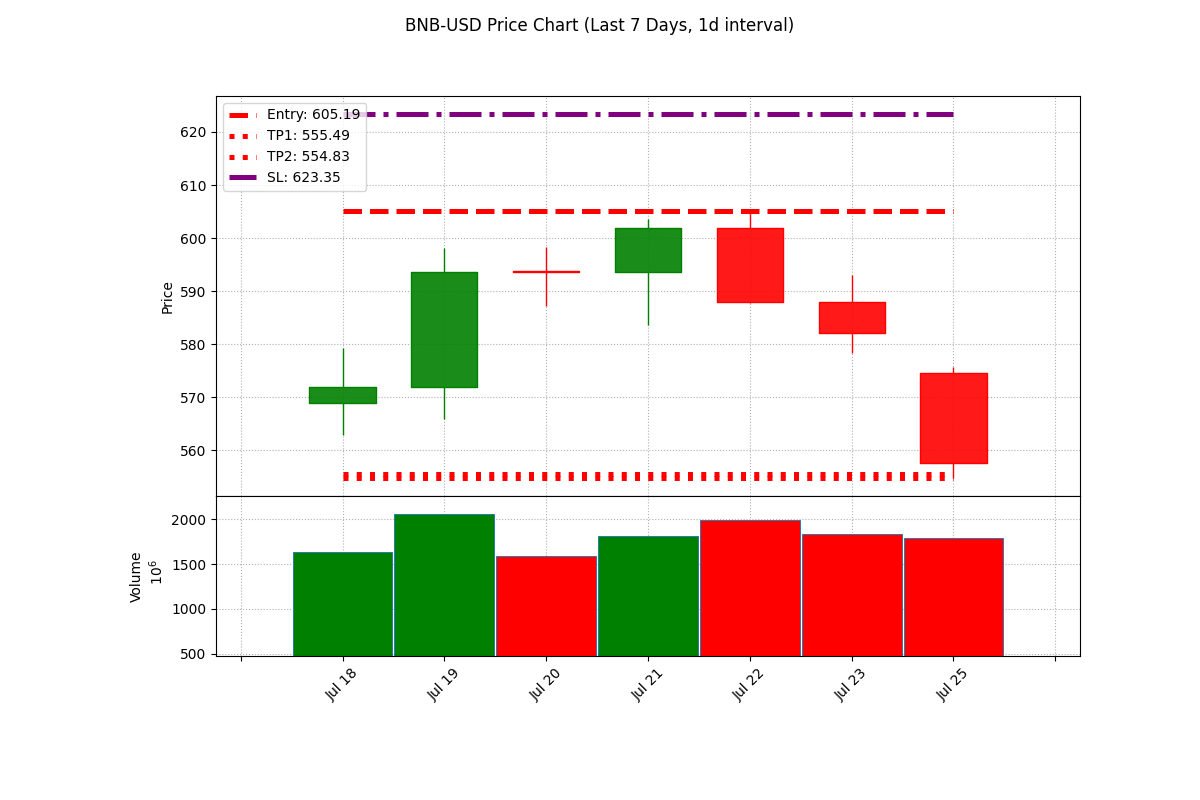 BNB-USD Price Chart (Last 7 Days, 1d interval)
Entry: 605.19
TP1: 555.49
TP2: 554.83
SL: 623.35
Price
620
610
600
590
580
570
560
Volume
10^6
2000
1500
1000
500
Jul 18
Jul 19
Jul 20
Jul 21
Jul 22
Jul 23
Jul 25